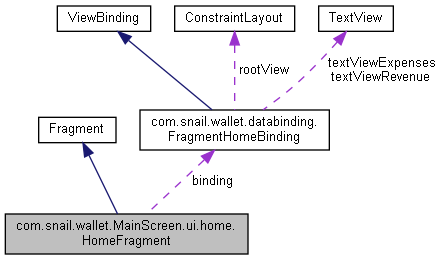 ViewBinding
ConstraintLayout
TextView
rootView
textViewExpenses
textViewRevenue
Fragment
com.snail.wallet.databinding.
FragmentHomeBinding
binding
com.snail.wallet.MainScreen.ui.home.
HomeFragment